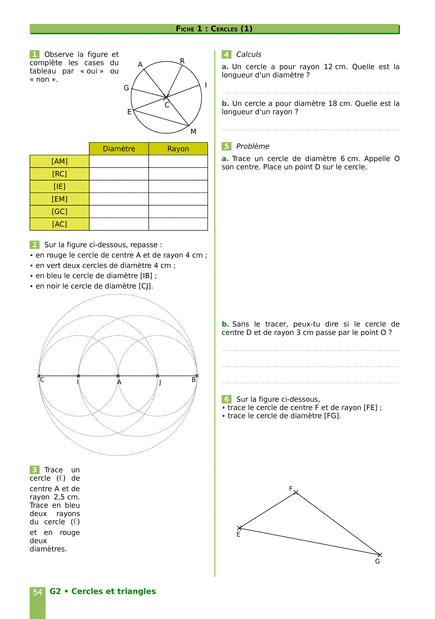 FICHE 1 : CERCLES (1)
1 Observe la figure et
complète les cases du
tableau par « oui » ou
« non ».
A
R
G
I
C
E
M
Diamètre Rayon
[AM]
[RC]
[IE]
[EM]
[GC]
[AC]
2 Sur la figure ci-dessous, repasse :
• en rouge le cercle de centre A et de rayon 4 cm ;
• en vert deux cercles de diamètre 4 cm ;
• en bleu le cercle de diamètre [IB] ;
• en noir le cercle de diamètre [CJ].
C I A J B
3 Trace un
cercle (C) de
centre A et de
rayon 2,5 cm.
Trace en bleu
deux rayons
du cercle (C)
et en rouge
deux
diamètres.
4 Calculs
a. Un cercle a pour rayon 12 cm. Quelle est la
longueur d'un diamètre ?
b. Un cercle a pour diamètre 18 cm. Quelle est la
longueur d'un rayon ?
5 Problème
a. Trace un cercle de diamètre 6 cm. Appelle O
son centre. Place un point D sur le cercle.
b. Sans le tracer, peux-tu dire si le cercle de
centre D et de rayon 3 cm passe par le point O ?
6 Sur la figure ci-dessous,
• trace le cercle de centre F et de rayon [FE] ;
• trace le cercle de diamètre [FG].
F
E
G
54 G2 • Cercles et triangles